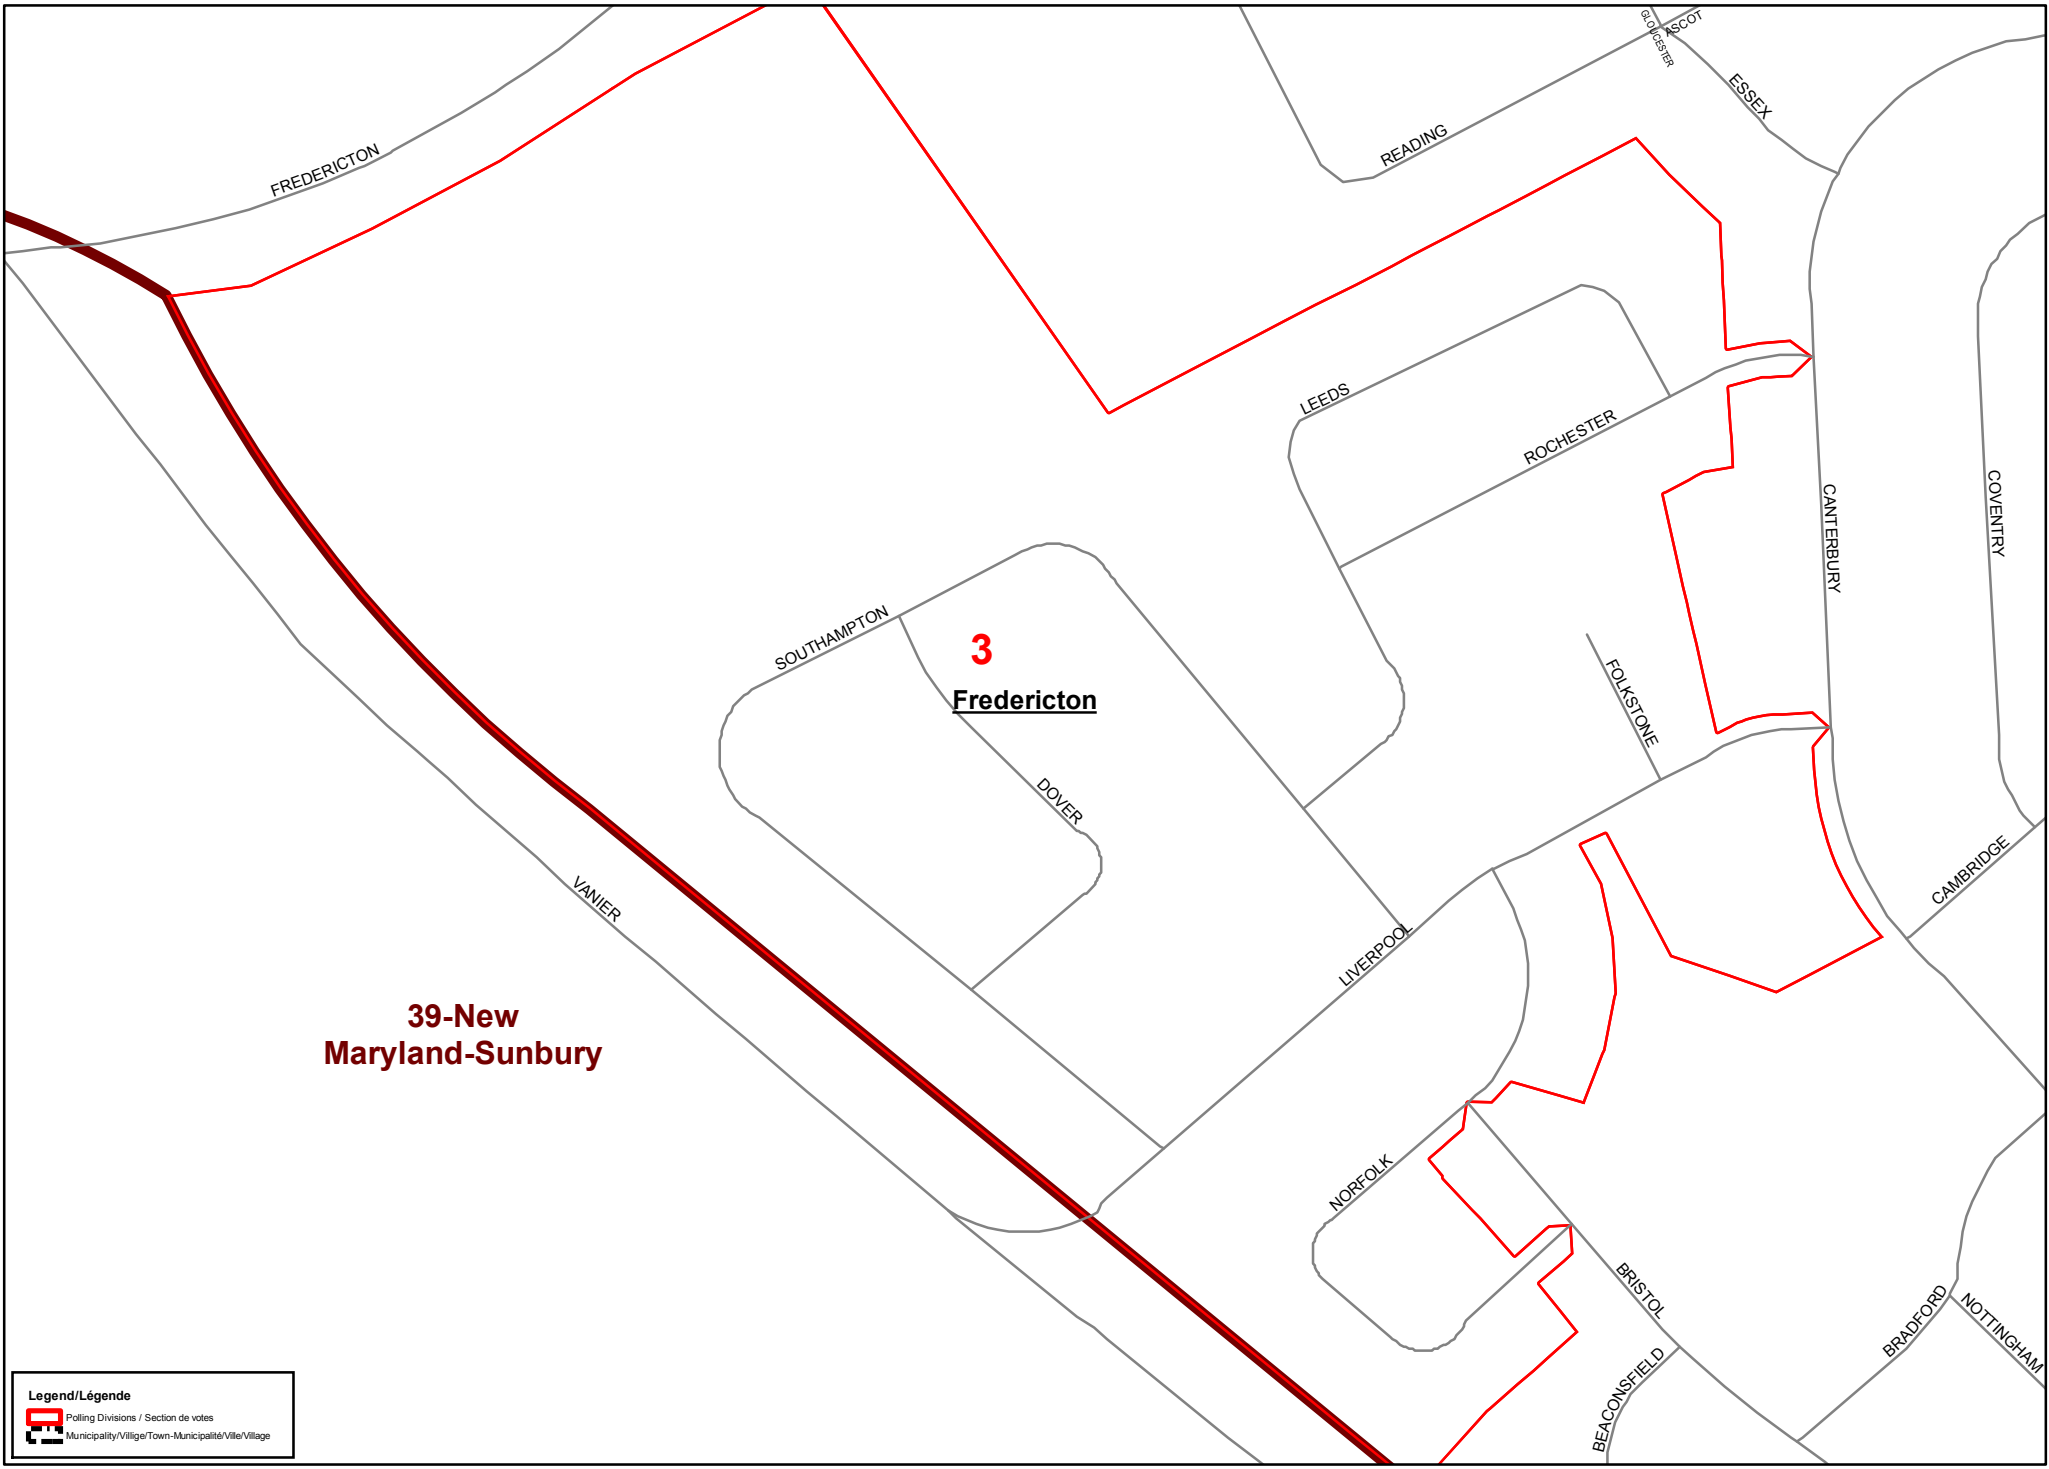 GLOUCESTER
ASCOT
ESSEX
READING
FREDERICTON
LEEDS
ROCHESTER
CANTERBURY
COVENTRY
SOUTHAMPTON
3
Fredericton
FOLKSTONE
DOVER
CAMBRIDGE
VANIER
LIVERPOOL
39-New
Maryland-Sunbury
NORFOLK
BRISTOL
BRADFORD
NOTTINGHAM
BEACONSFIELD
Legend/Légende
Polling Divisions / Section de votes
Municipality/Villige/Town-Municipalité/Ville/Village